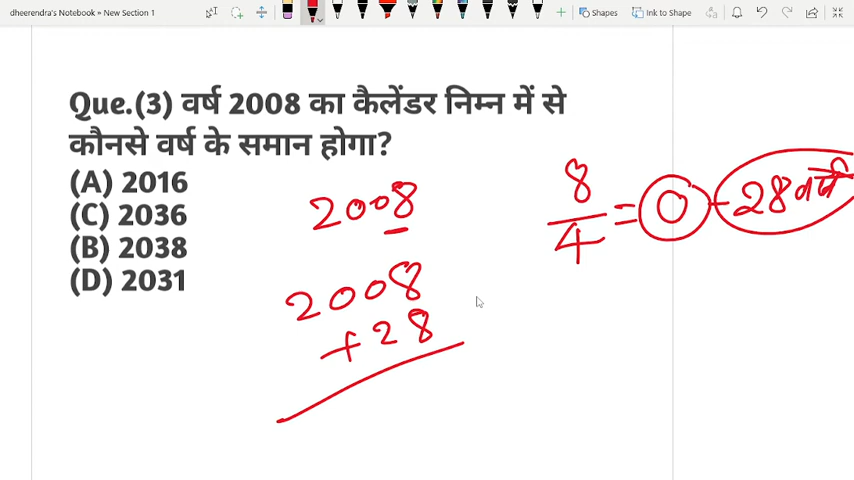 dheerendra's Notebook » New Section 1
Shapes
Ink to Shape
Que.(3) वर्ष 2008 का कैलेंडर निम्न में से
कौनसे वर्ष के समान होगा?
(A) 2016
(C) 2036
(B) 2038
(D) 2031
2008
2008
+28
8
4
= 0 - 28 वर्ष